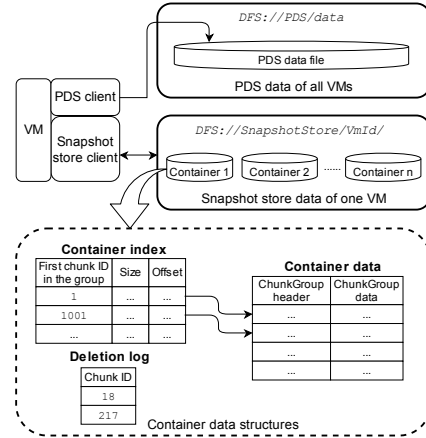 DFS://PDS/data
PDS data file
PDS data of all VMs
PDS client
VM
Snapshot
store client
DFS://SnapshotStore/VmId/
Container 1 Container 2 ...... Container n
Snapshot store data of one VM
Container index
First chunk ID
in the group Size Offset
1 ... ...
1001 ... ...
... ... ...
Container data
ChunkGroup
header ChunkGroup
data
... ...
... ...
... ...
... ...
Deletion log
Chunk ID
18
217
Container data structures